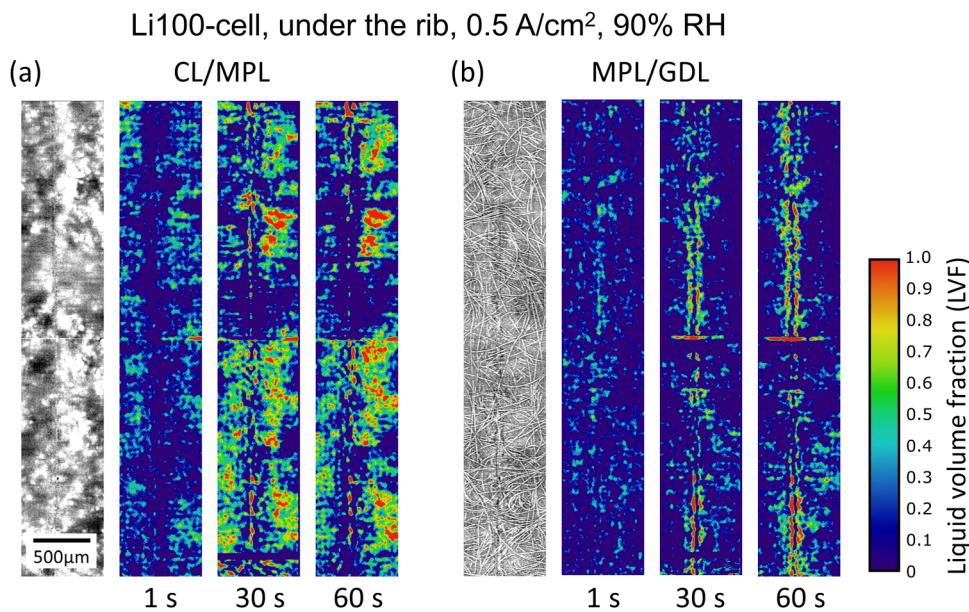 Li100-cell, under the rib, 0.5 A/cm², 90% RH
(a) CL/MPL (b) MPL/GDL
1.0
0.9
0.8
0.7
0.6
0.5
0.4
0.3
0.2
0.1
0
Liquid volume fraction (LVF)
500μm
1 s 30 s 60 s 1 s 30 s 60 s